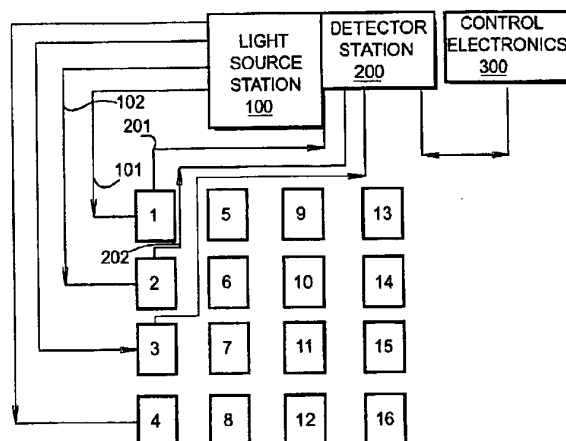 LIGHT
SOURCE
STATION
100
DETECTOR
STATION
200
CONTROL
ELECTRONICS
300
102
201
101
202
1 5 9 13
2 6 10 14
3 7 11 15
4 8 12 16